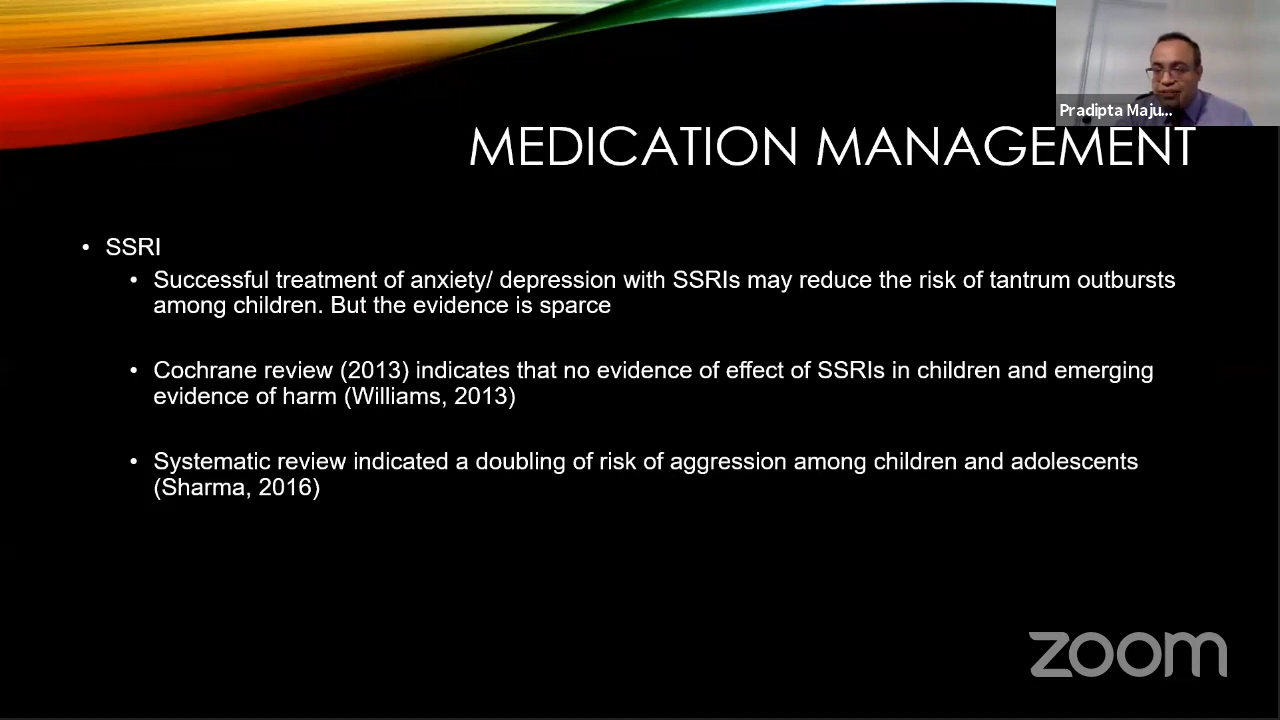 Pradipta Maju...
MEDICATION MANAGEMENT
• SSRI
• Successful treatment of anxiety/ depression with SSRIs may reduce the risk of tantrum outbursts
among children. But the evidence is sparce
• Cochrane review (2013) indicates that no evidence of effect of SSRIs in children and emerging
evidence of harm (Williams, 2013)
• Systematic review indicated a doubling of risk of aggression among children and adolescents
(Sharma, 2016)
zoom